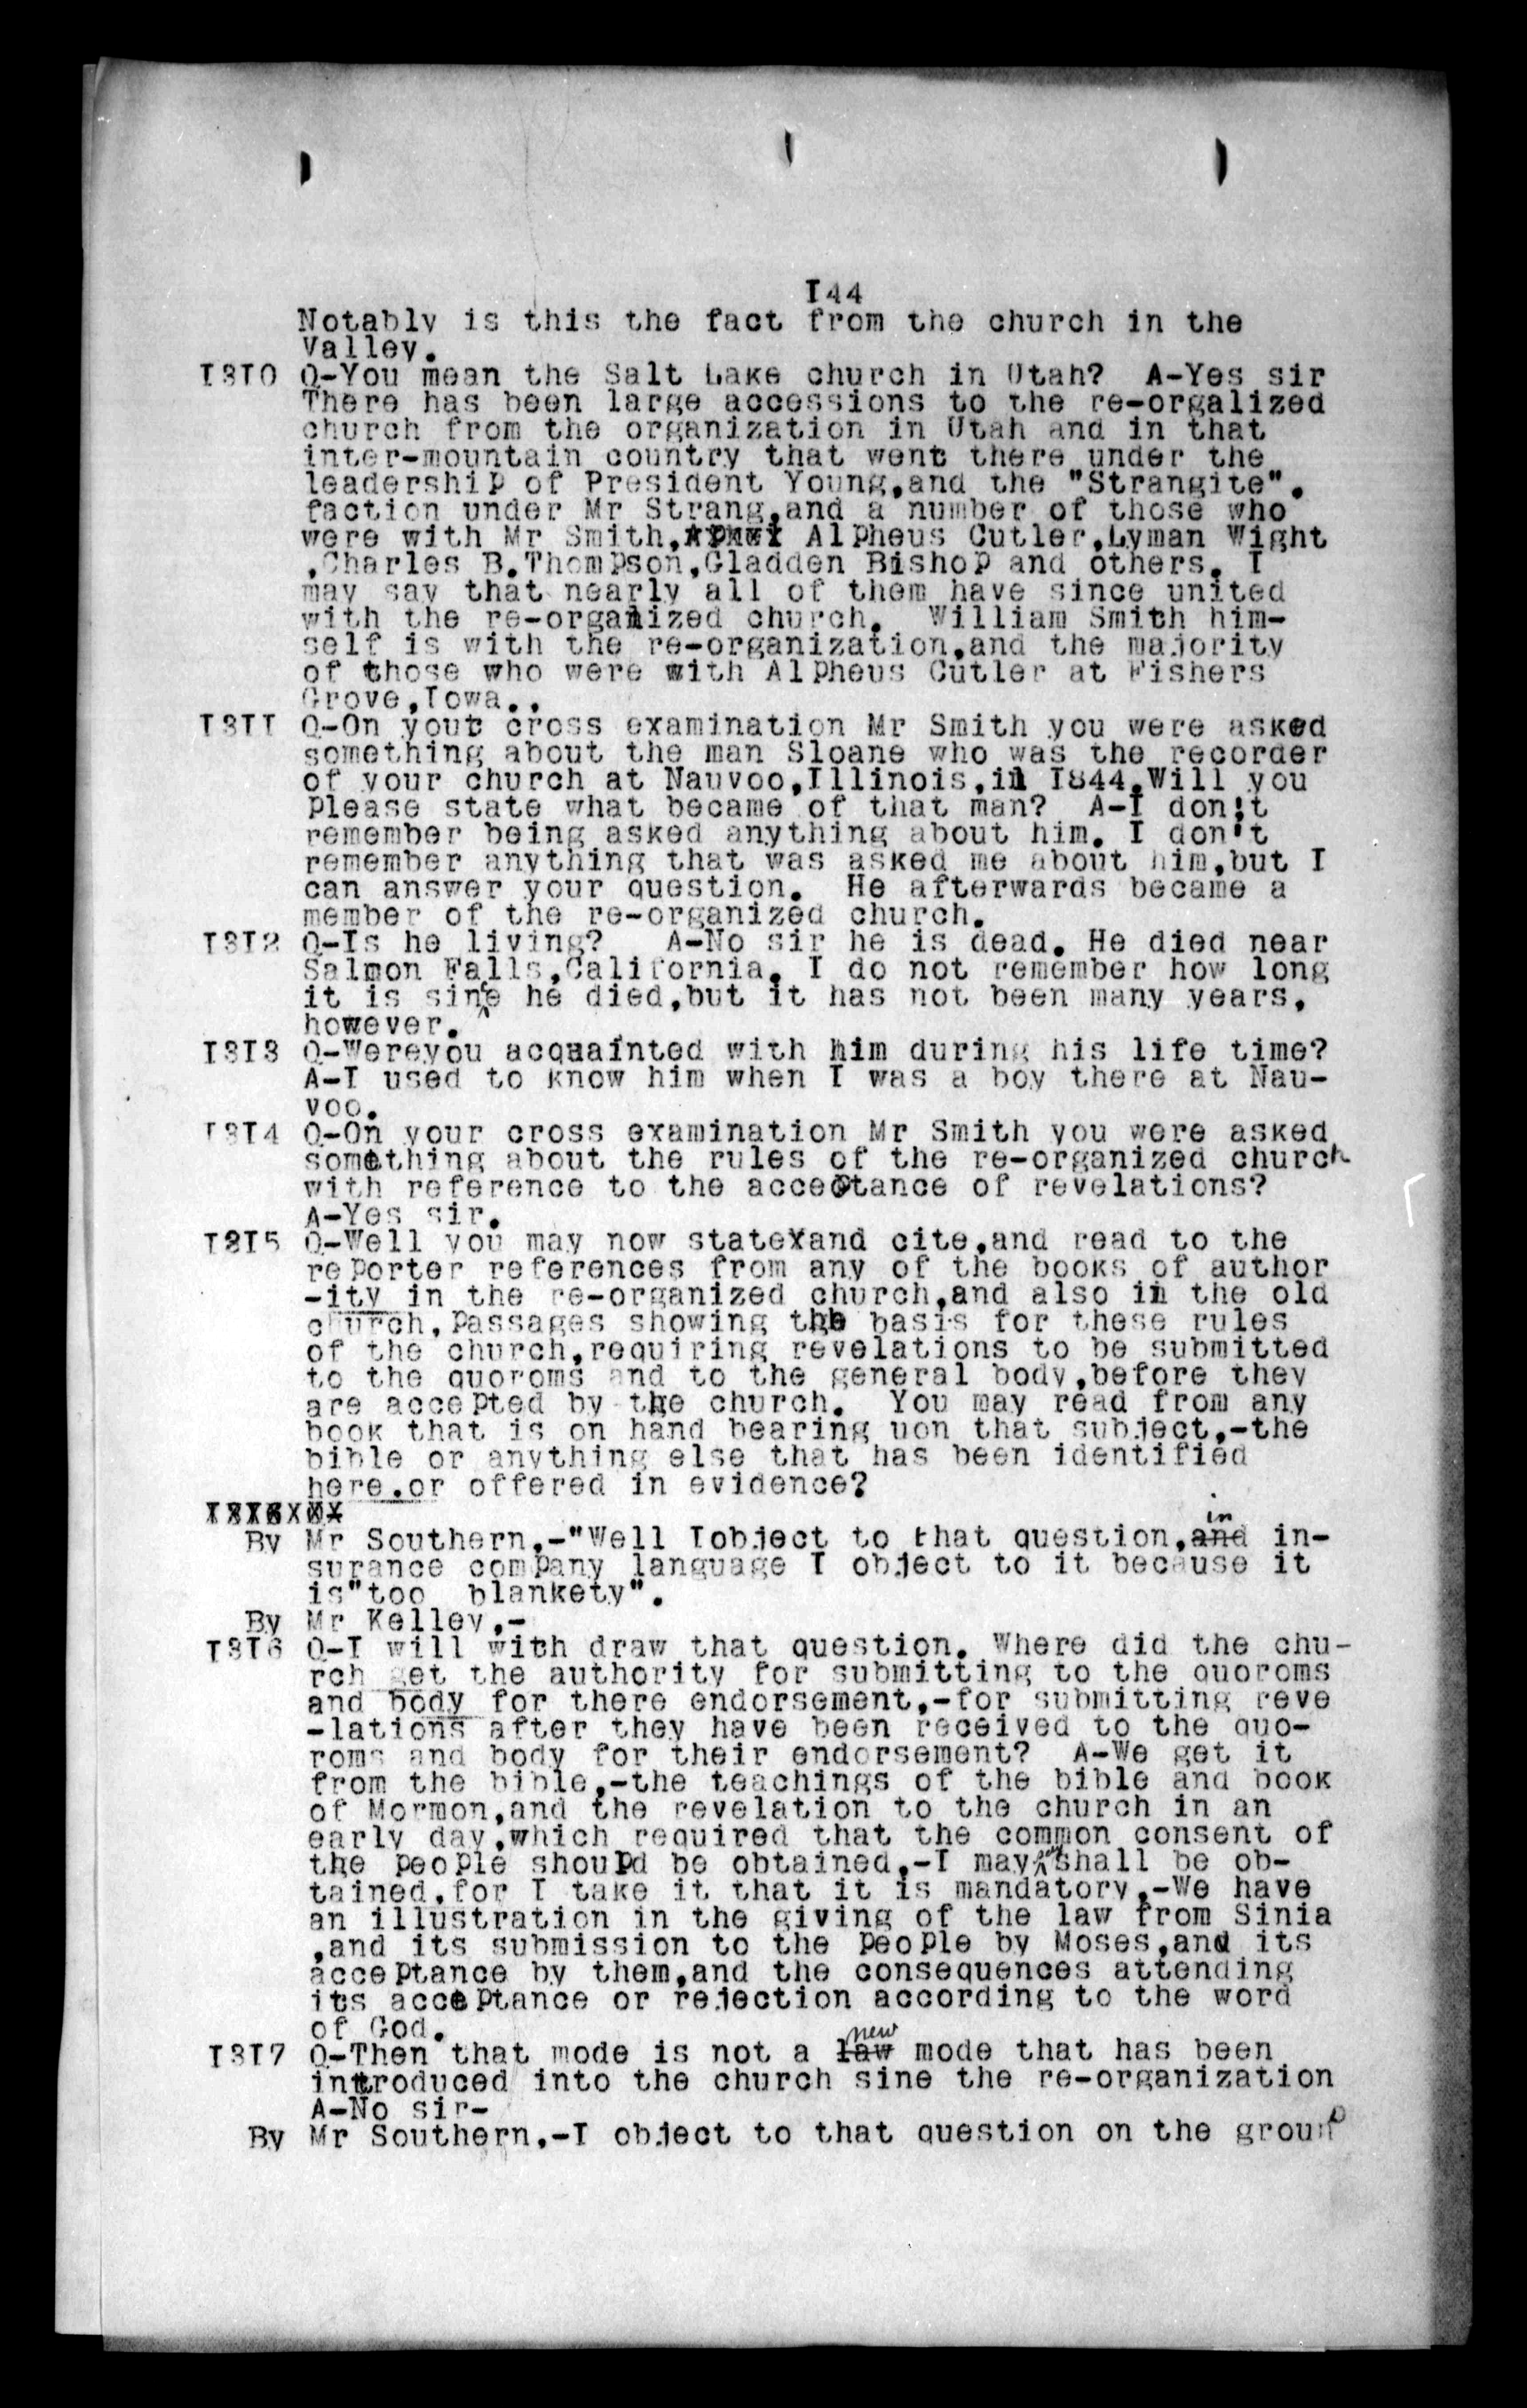 I44
Notably is this the fact from the church in the
Valley.
I3I0 Q-You mean the Salt Lake church in Utah? A-Yes sir
There has been large accessions to the re-orgalized
church from the organization in Utah and in that
inter-mountain country that went there under the
leadership of President Young,and the "Strangite".
faction under Mr Strang,and a number of those who
were with Mr Smith, Alpheus Cutler,Lyman Wight
,Charles B.Thompson,Gladden Bishop and others. I
may say that nearly all of them have since united
with the re-organized church. William Smith him-
self is with the re-organization,and the majority
of those who were with Alpheus Cutler at Fishers
Grove,Iowa..
I3II Q-On your cross examination Mr Smith you were asked
something about the man Sloane who was the recorder
of your church at Nauvoo,Illinois,in I844.Will you
please state what became of that man? A-I don't
remember being asked anything about him. I don't
remember anything that was asked me about him,but I
can answer your question. He afterwards became a
member of the re-organized church.
I3I2 Q-Is he living? A-No sir he is dead. He died near
Salmon Falls,California. I do not remember how long
it is since he died,but it has not been many years,
however.
I3I3 Q-Wereyou acquainted with him during his life time?
A-I used to know him when I was a boy there at Nau-
voo.
I3I4 Q-On your cross examination Mr Smith you were asked
something about the rules of the re-organized church
with reference to the acceptance of revelations?
A-Yes sir.
I3I5 Q-Well you may now state and cite,and read to the
reporter references from any of the books of author
-ity in the re-organized church,and also in the old
church,passages showing the basis for these rules
of the church,requiring revelations to be submitted
to the quoroms and to the general body,before they
are accepted by the church. You may read from any
book that is on hand bearing uon that subject,-the
bible or anything else that has been identified
here.or offered in evidence?
By Mr Southern,-"Well Iobject to that question,and in in-
surance company language I object to it because it
is"too blankety".
By Mr Kelley,-
I3I6 Q-I will with draw that question. Where did the chu-
rch get the authority for submitting to the quoroms
and body for there endorsement,-for submitting reve
-lations after they have been received to the quo-
roms and body for their endorsement? A-We get it
from the bible,-the teachings of the bible and book
of Mormon,and the revelation to the church in an
early day,which required that the common consent of
the people should be obtained,-I may say shall be ob-
tained,for I take it that it is mandatory,-We have
an illustration in the giving of the law from Sinia
,and its submission to the people by Moses,and its
acceptance by them,and the consequences attending
its acceptance or rejection according to the word
of God.
I3I7 Q-Then that mode is not a law new mode that has been
introduced into the church sine the re-organization
A-No sir-
By Mr Southern,-I object to that question on the ground